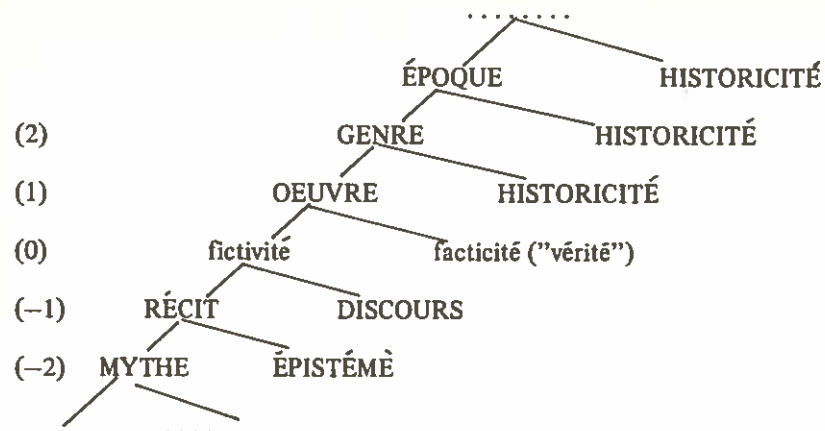 . . . . . . . .
ÉPOQUE HISTORICITÉ
(2) GENRE HISTORICITÉ
(1) OEUVRE HISTORICITÉ
(0) fictivité facticité ("vérité")
(–1) RÉCIT DISCOURS
(–2) MYTHE ÉPISTÉMÈ
. . . .